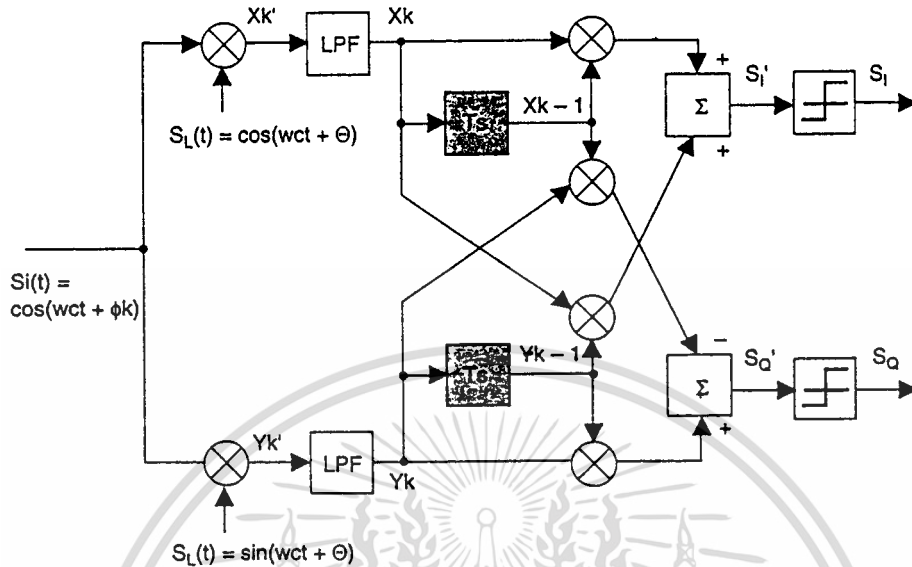 Xk'
Xk
LPF
+
S_I'
S_I
Σ
Ts
Xk – 1
S_L(t) = cos(wct + Θ)
+
Si(t) =
cos(wct + ϕk)
Yk – 1
–
Ts
S_Q'
S_Q
Σ
+
Yk'
LPF
Yk
S_L(t) = sin(wct + Θ)